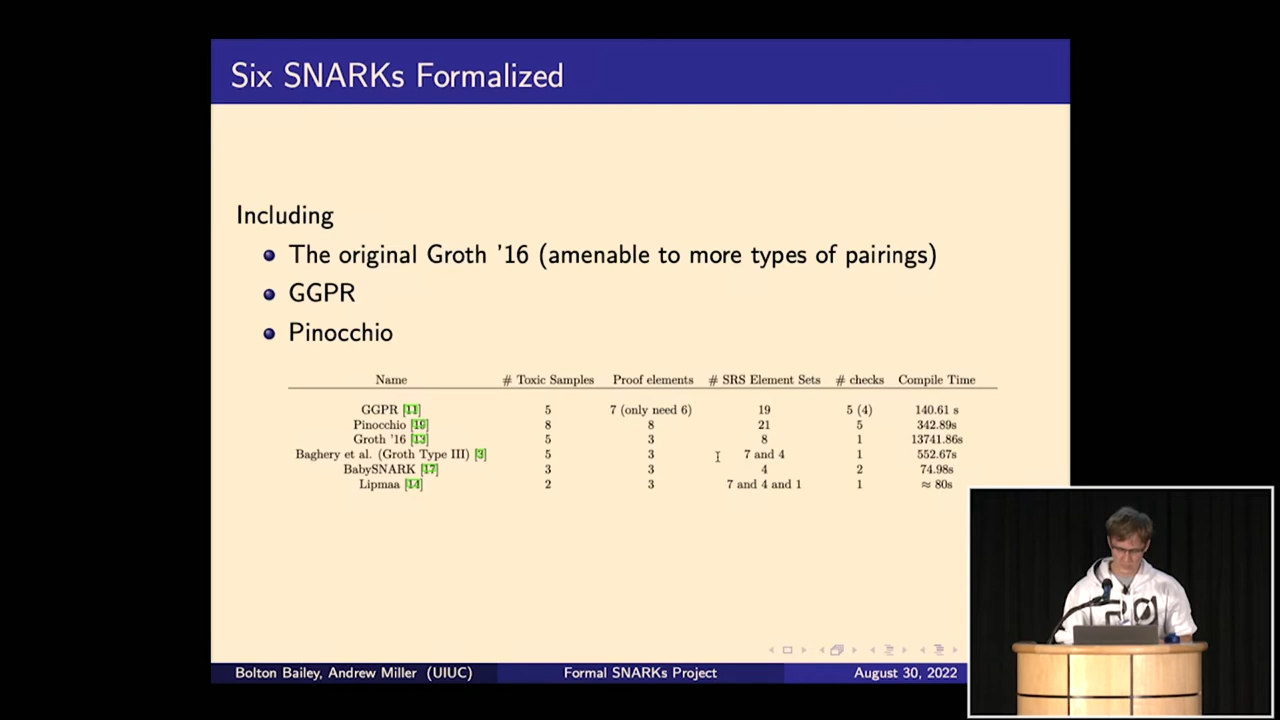 Six SNARKs Formalized
Including
The original Groth '16 (amenable to more types of pairings)
GGPR
Pinocchio
Name # Toxic Samples Proof elements # SRS Element Sets # checks Compile Time
GGPR [11] 5 7 (only need 6) 19 5 (4) 140.61 s
Pinocchio [19] 8 8 21 5 342.89s
Groth '16 [13] 5 3 8 1 13741.86s
Baghery et al. (Groth Type III) [3] 5 3 7 and 4 1 552.67s
BabySNARK [17] 3 3 4 2 74.98s
Lipmaa [14] 2 3 7 and 4 and 1 1 ≈ 80s
Bolton Bailey, Andrew Miller (UIUC) Formal SNARKs Project August 30, 2022